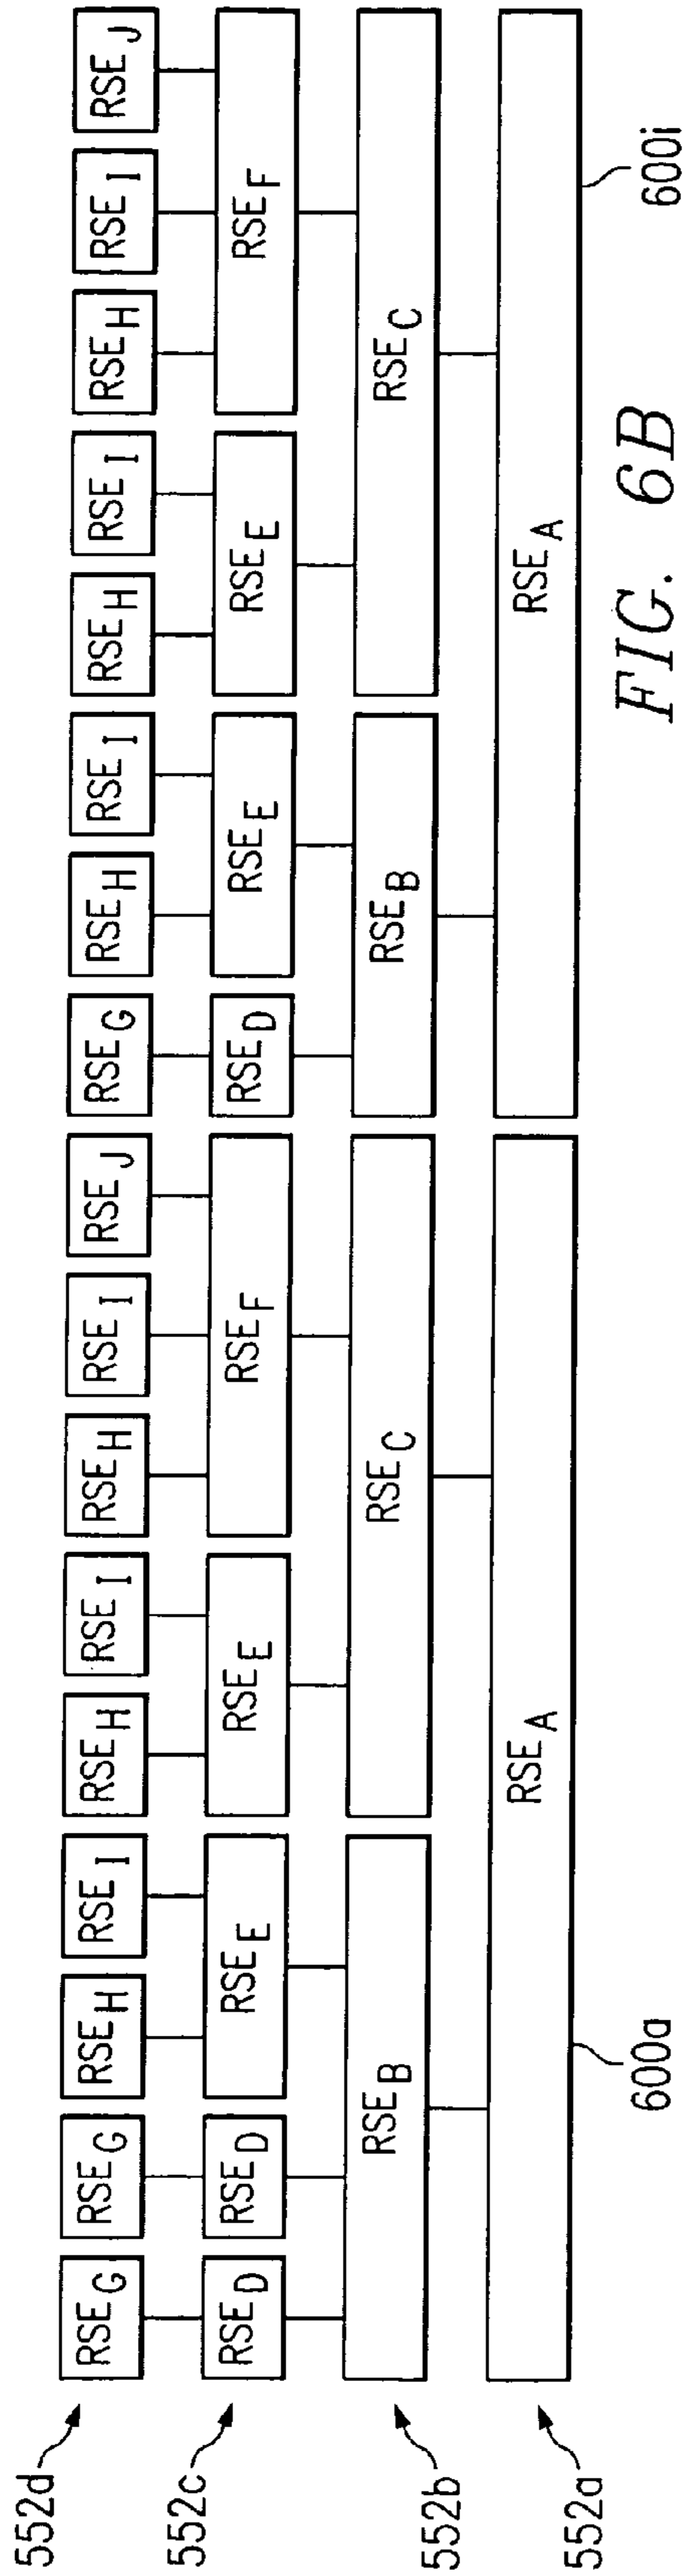 552d
RSE G
RSE G
RSE H
RSE I
RSE H
RSE I
RSE H
RSE I
RSE J
RSE G
RSE H
RSE I
RSE H
RSE I
RSE H
RSE I
RSE J
552c
RSE D
RSE D
RSE E
RSE E
RSE F
RSE D
RSE E
RSE E
RSE F
552b
RSE B
RSE C
RSE B
RSE C
552a
RSE A
RSE A
600a
600i
FIG. 6B